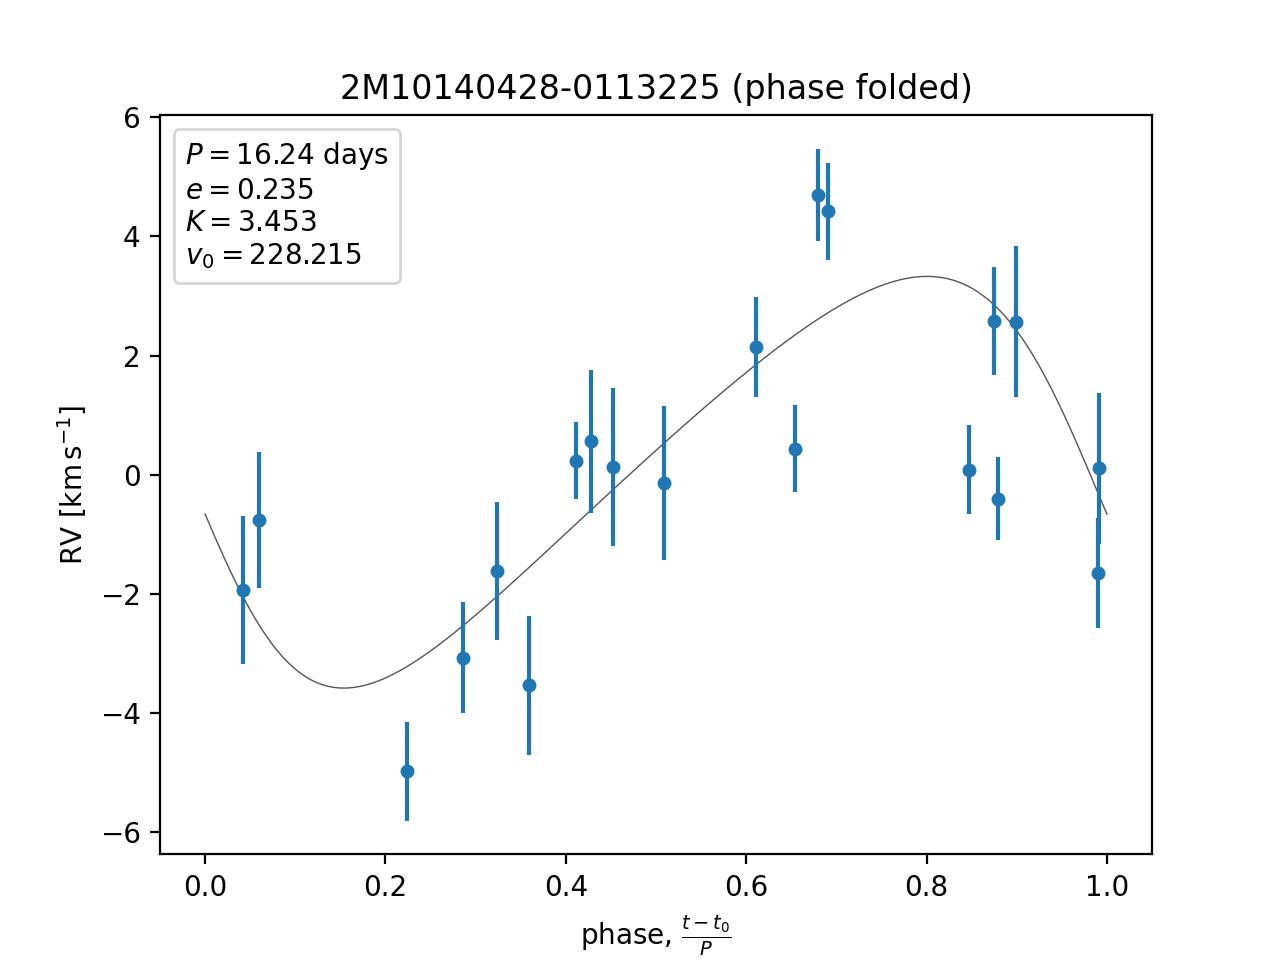 2M10140428-0113225 (phase folded)
P = 16.24 days
e = 0.235
K = 3.453
v₀ = 228.215
6
4
2
0
−2
−4
−6
RV [km s⁻¹]
0.0 0.2 0.4 0.6 0.8 1.0
phase, (t − t₀)/P